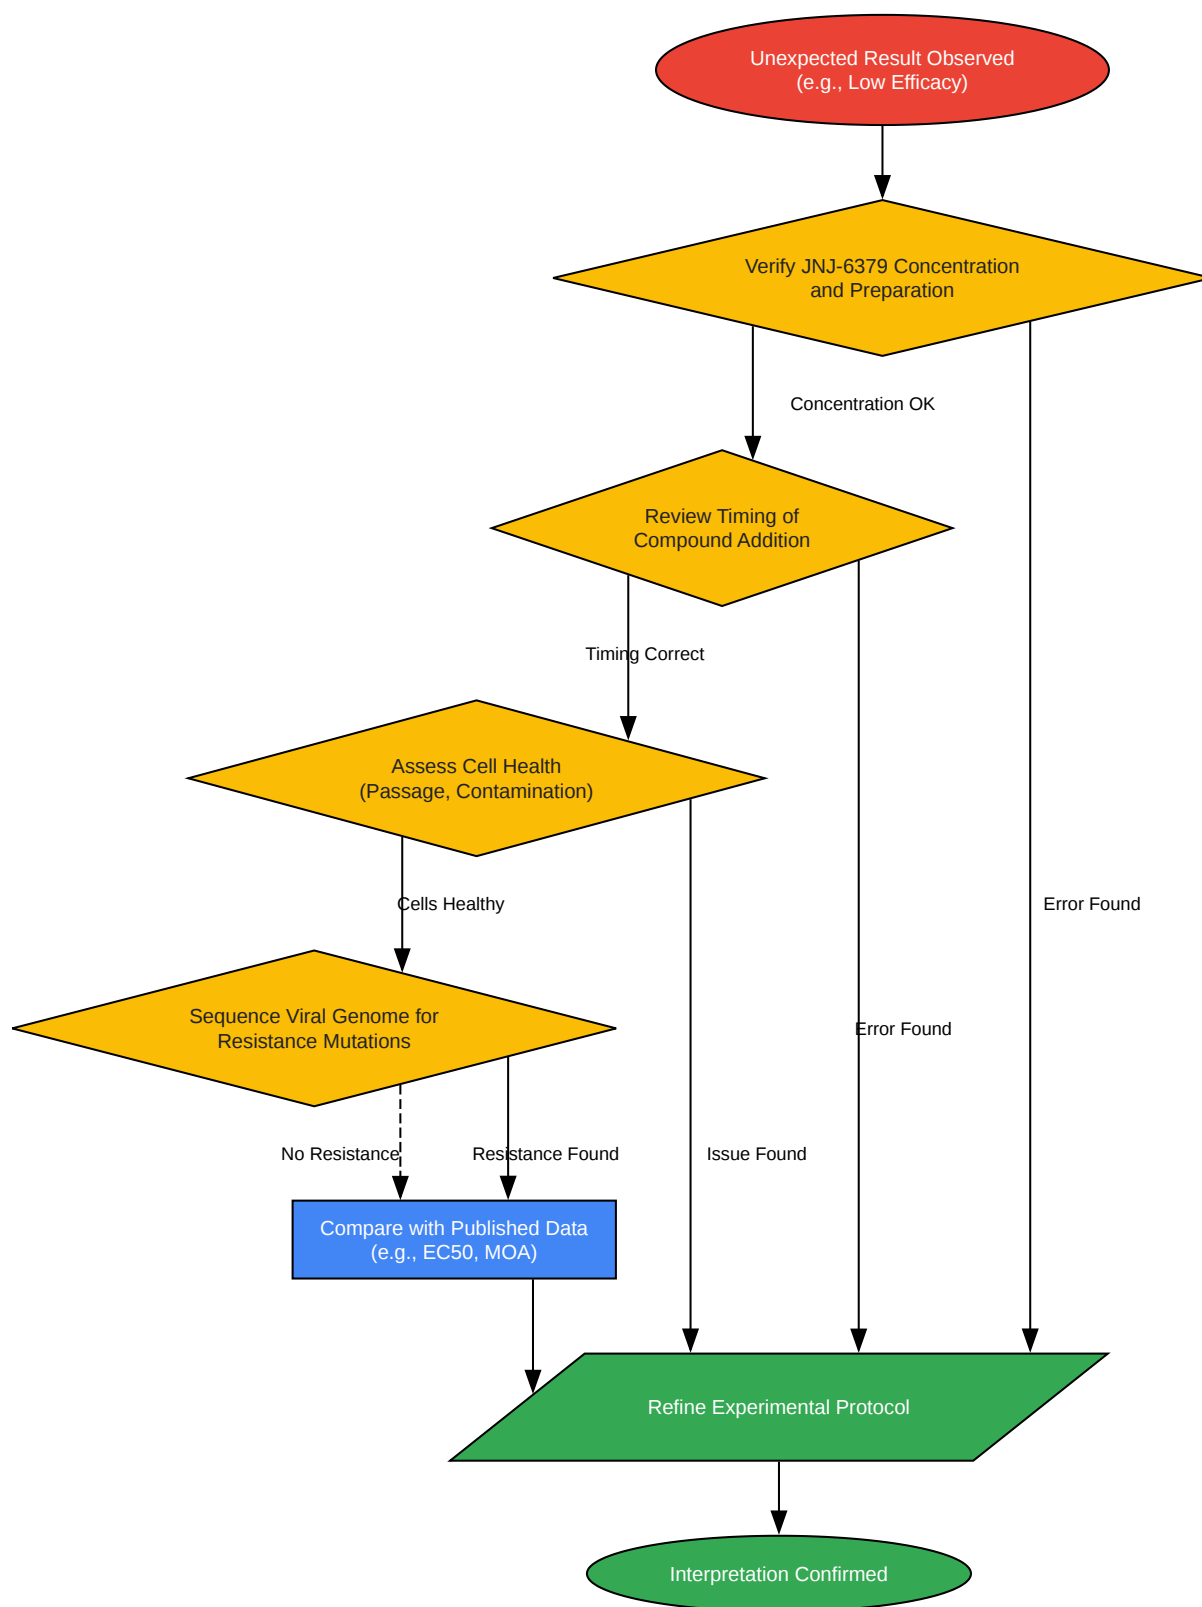 Unexpected Result Observed
(e.g., Low Efficacy)
Verify JNJ-6379 Concentration
and Preparation
Concentration OK
Review Timing of
Compound Addition
Timing Correct
Assess Cell Health
(Passage, Contamination)
Cells Healthy
Error Found
Sequence Viral Genome for
Resistance Mutations
Error Found
No Resistance
Resistance Found
Issue Found
Compare with Published Data
(e.g., EC50, MOA)
Refine Experimental Protocol
Interpretation Confirmed